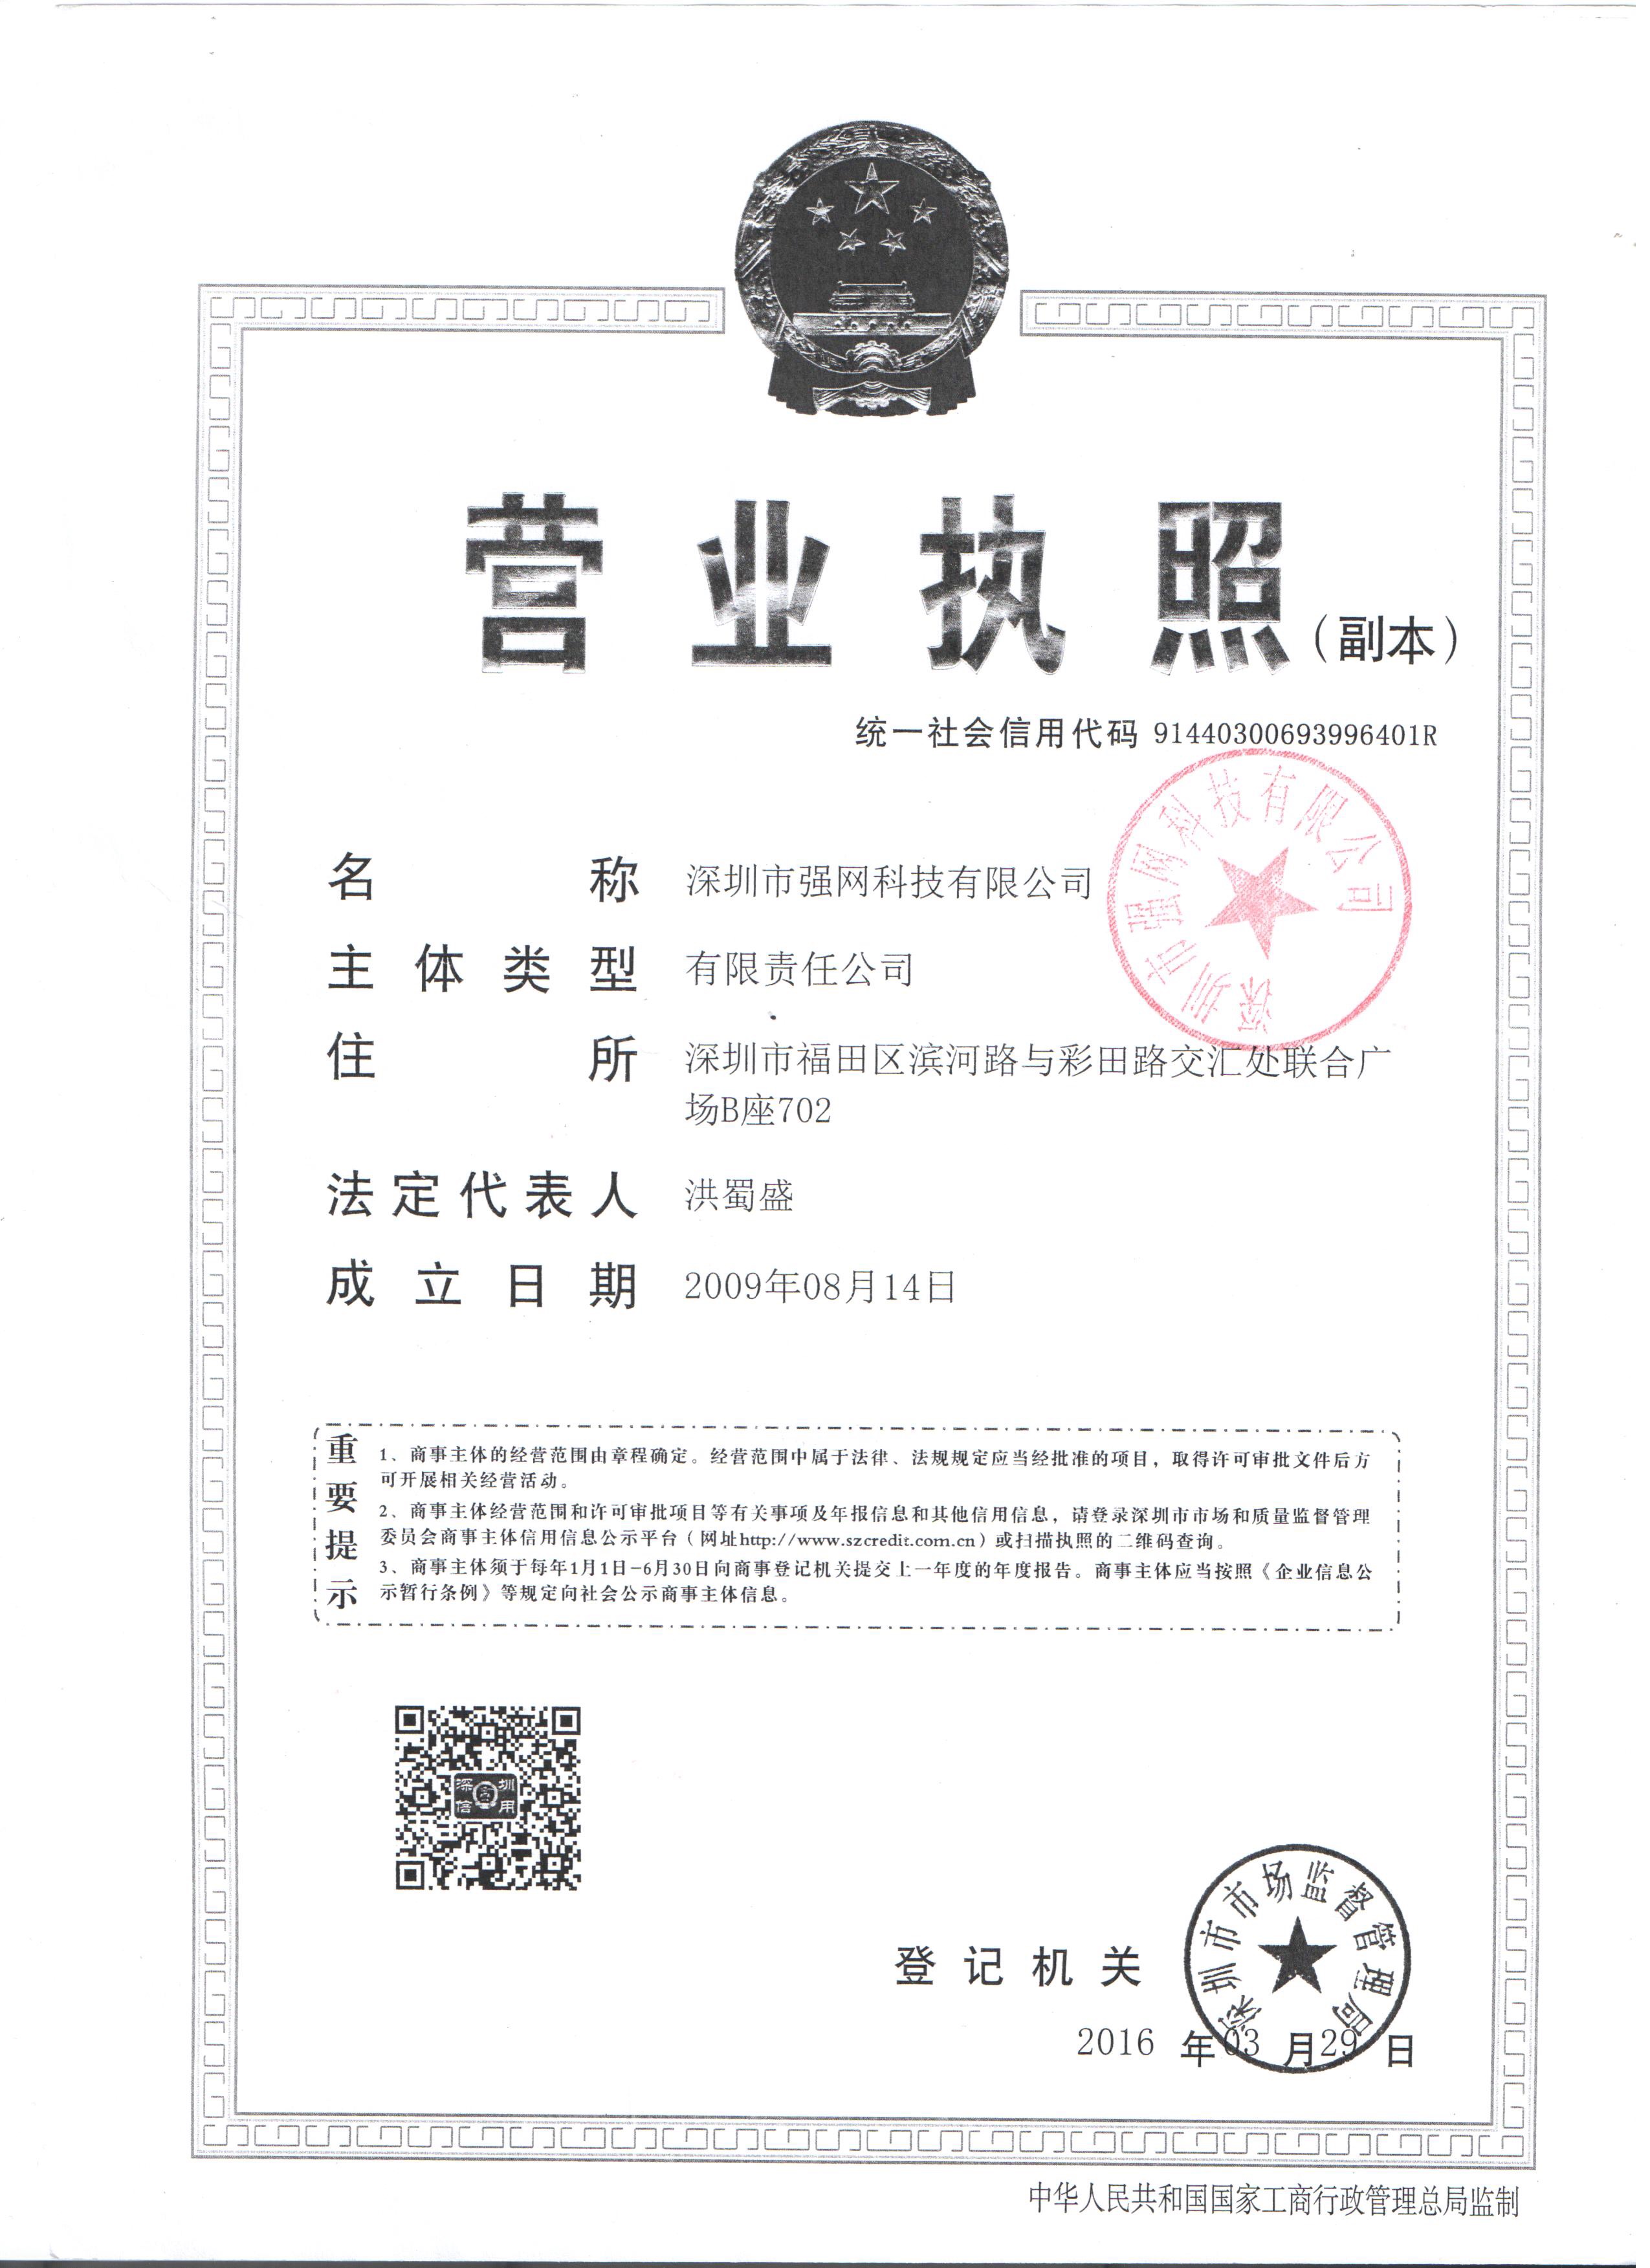 营业执照（副本）
统一社会信用代码 91440300693996401R
名称 深圳市强网科技有限公司
主体类型 有限责任公司
住所 深圳市福田区滨河路与彩田路交汇处联合广
场B座702
法定代表人 洪蜀盛
成立日期 2009年08月14日
深圳市强网科技有限公司
重要提示
1、商事主体的经营范围由章程确定。经营范围中属于法律、法规规定应当经批准的项目，取得许可审批文件后方
可开展相关经营活动。
2、商事主体经营范围和许可审批项目等有关事项及年报信息和其他信用信息，请登录深圳市市场和质量监督管理
委员会商事主体信用信息公示平台（网址http://www.szcredit.com.cn）或扫描执照的二维码查询。
3、商事主体须于每年1月1日-6月30日向商事登记机关提交上一年度的年度报告。商事主体应当按照《企业信息公
示暂行条例》等规定向社会公示商事主体信息。
深圳
信用
登记机关
深圳市市场监督管理局
2016 年03 月29 日
中华人民共和国国家工商行政管理总局监制